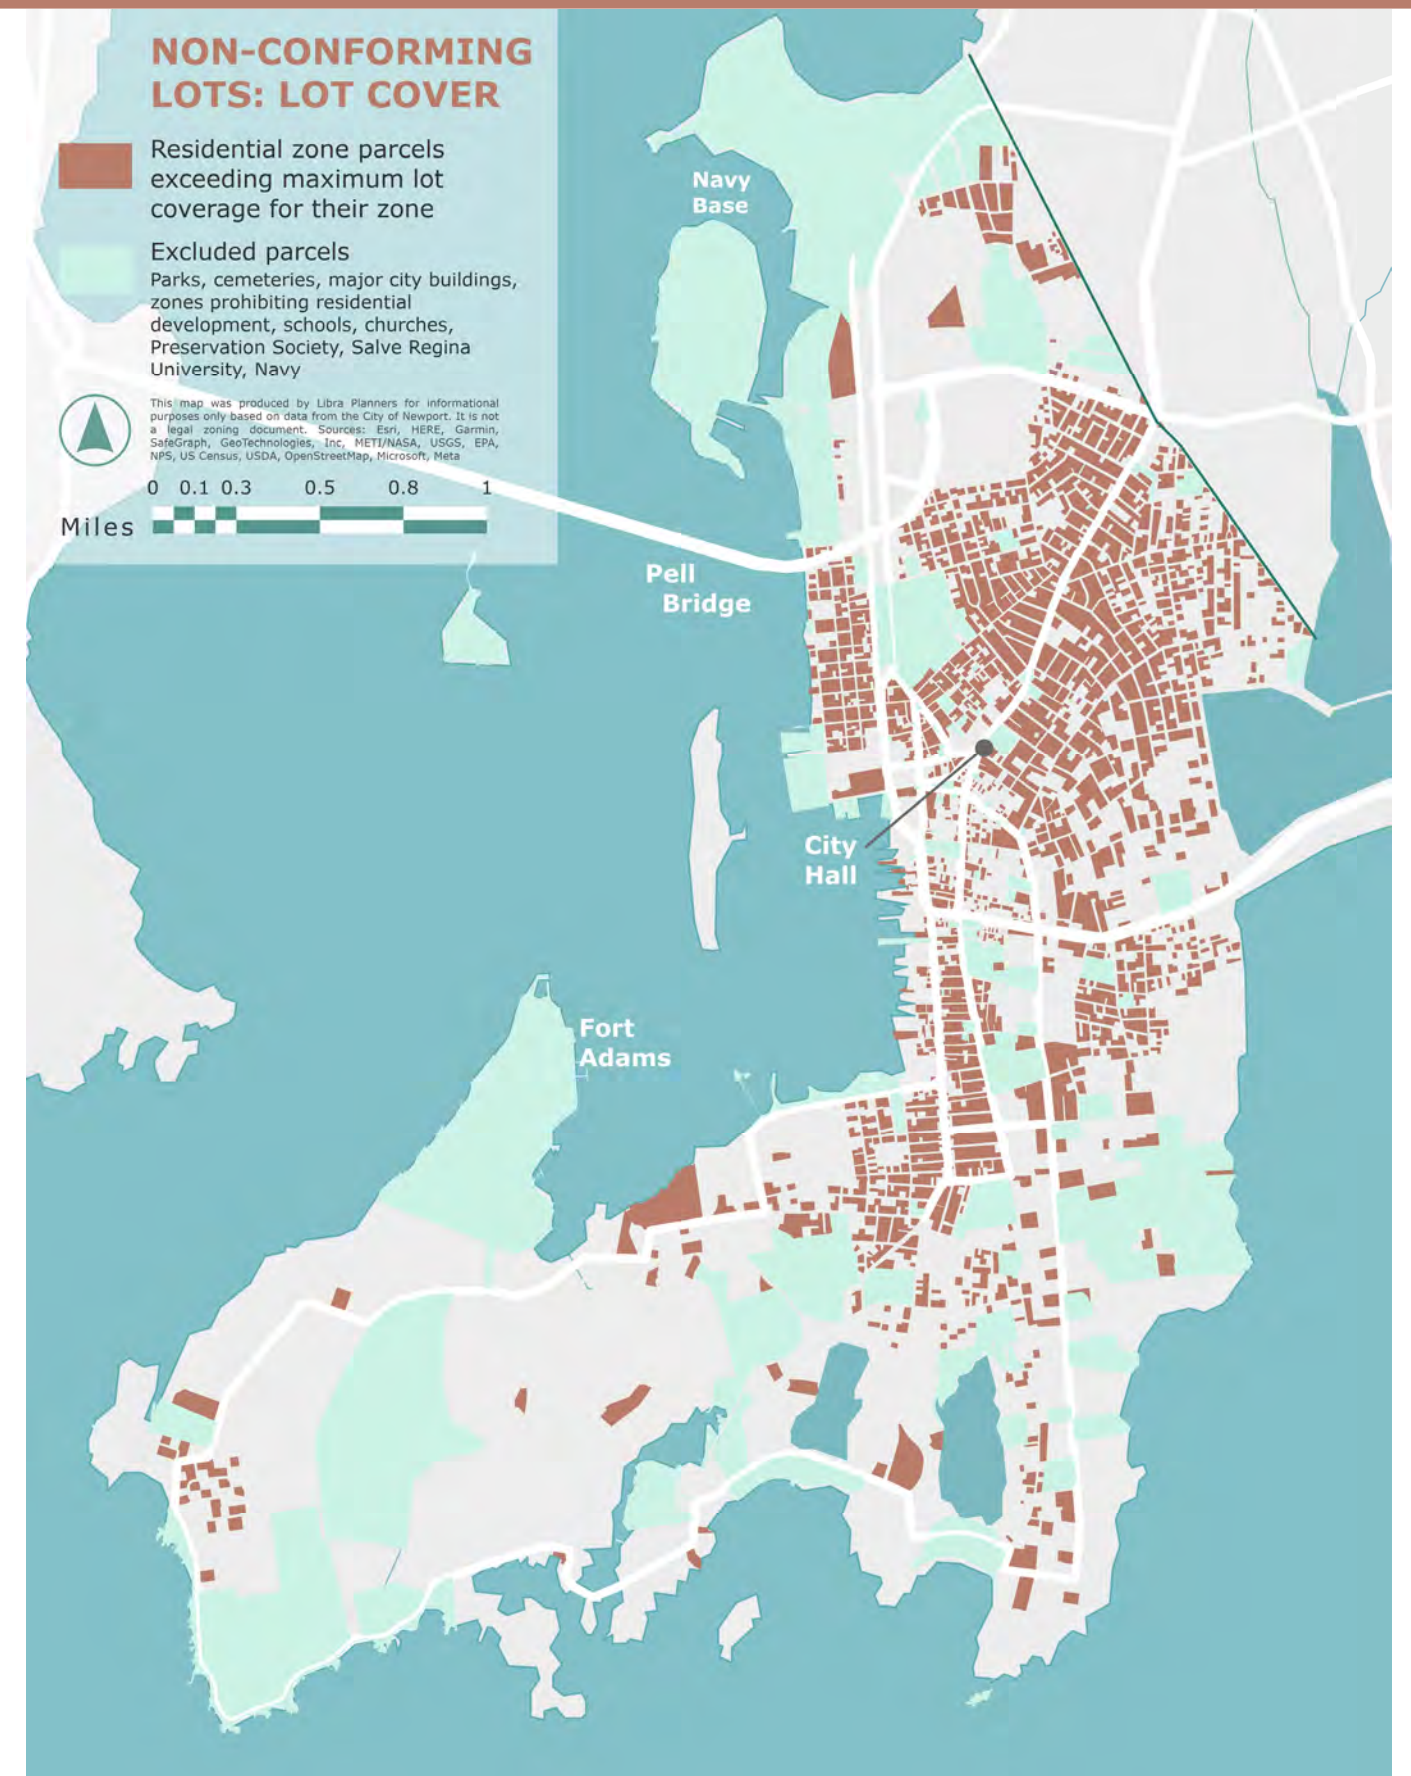 NON-CONFORMING
LOTS: LOT COVER
Residential zone parcels
exceeding maximum lot
coverage for their zone
Excluded parcels
Parks, cemeteries, major city buildings,
zones prohibiting residential
development, schools, churches,
Preservation Society, Salve Regina
University, Navy
This map was produced by Libra Planners for informational
purposes only based on data from the City of Newport. It is not
a legal zoning document. Sources: Esri, HERE, Garmin,
SafeGraph, GeoTechnologies, Inc, METI/NASA, USGS, EPA,
NPS, US Census, USDA, OpenStreetMap, Microsoft, Meta
0 0.1 0.3 0.5 0.8 1
Miles
Navy
Base
Pell
Bridge
City
Hall
Fort
Adams